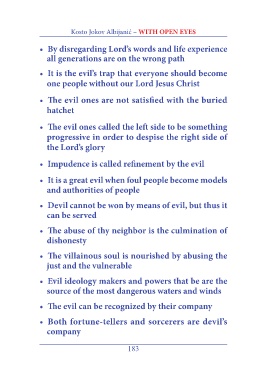 Kosto Jokov Albijanić – WITH OPEN EYES
• By disregarding Lord's words and life experience
all generations are on the wrong path
• It is the evil's trap that everyone should become
one people without our Lord Jesus Christ
• The evil ones are not satisfied with the buried
hatchet
• The evil ones called the left side to be something
progressive in order to despise the right side of
the Lord's glory
• Impudence is called refinement by the evil
• It is a great evil when foul people become models
and authorities of people
• Devil cannot be won by means of evil, but thus it
can be served
• The abuse of thy neighbor is the culmination of
dishonesty
• The villainous soul is nourished by abusing the
just and the vulnerable
• Evil ideology makers and powers that be are the
source of the most dangerous waters and winds
• The evil can be recognized by their company
• Both fortune-tellers and sorcerers are devil's
company
183